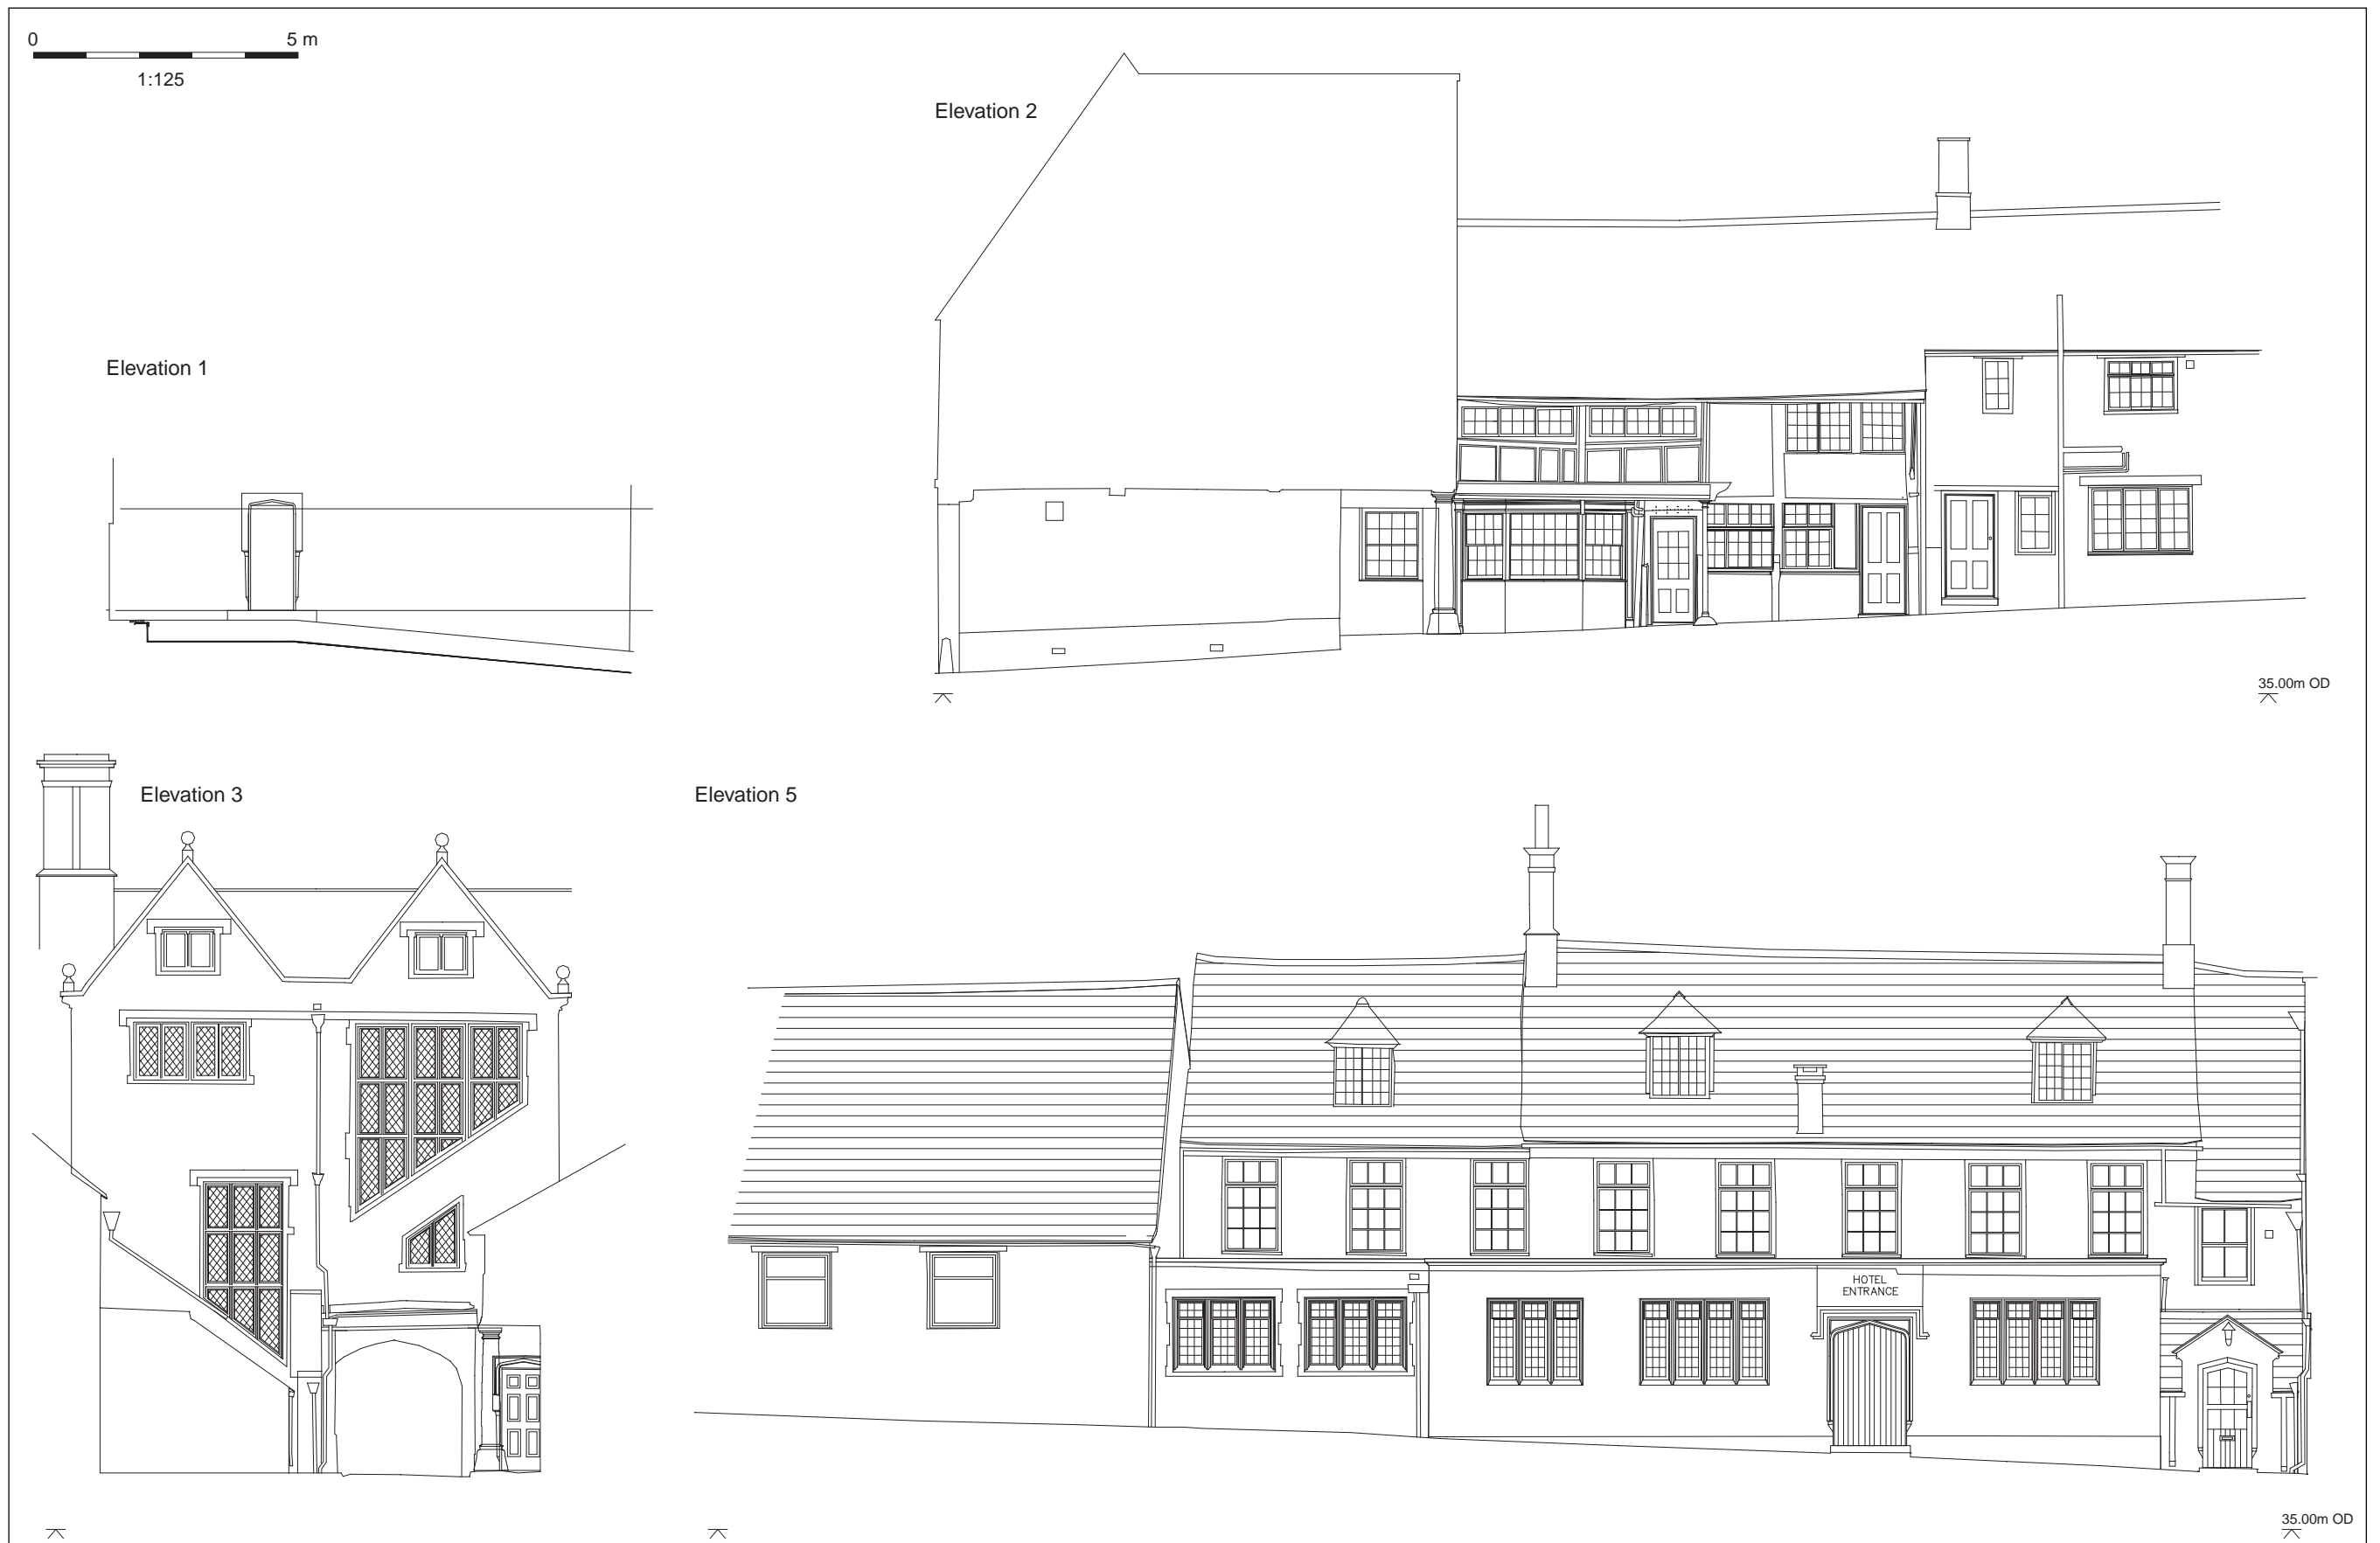 0 5 m
1:125
Elevation 2
Elevation 1
35.00m OD
Elevation 3
Elevation 5
HOTEL
ENTRANCE
35.00m OD